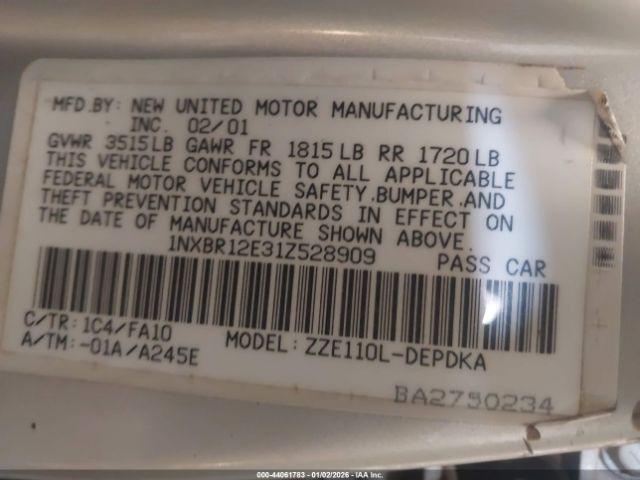 MFD.BY: NEW UNITED MOTOR MANUFACTURING
INC. 02/01
GVWR 3515LB GAWR FR 1815LB RR 1720LB
THIS VEHICLE CONFORMS TO ALL APPLICABLE
FEDERAL MOTOR VEHICLE SAFETY,BUMPER,AND
THEFT PREVENTION STANDARDS IN EFFECT ON
THE DATE OF MANUFACTURE SHOWN ABOVE.
1NXBR12E31Z528909 PASS CAR
C/TR:1C4/FA10 MODEL:ZZE110L-DEPDKA
A/TM:-01A/A245E
BA2750234
000-44061783 - 01/02/2026 - IAA Inc.